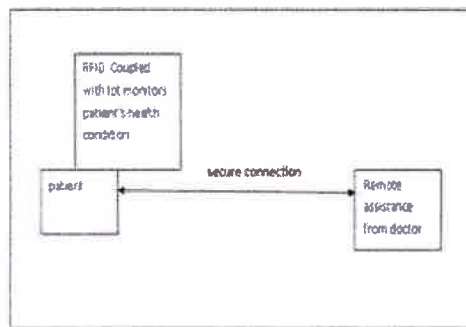 RFID Coupled
with Iot monitors
patient's health
condition
patient
secure connection
Remote
assistance
from doctor